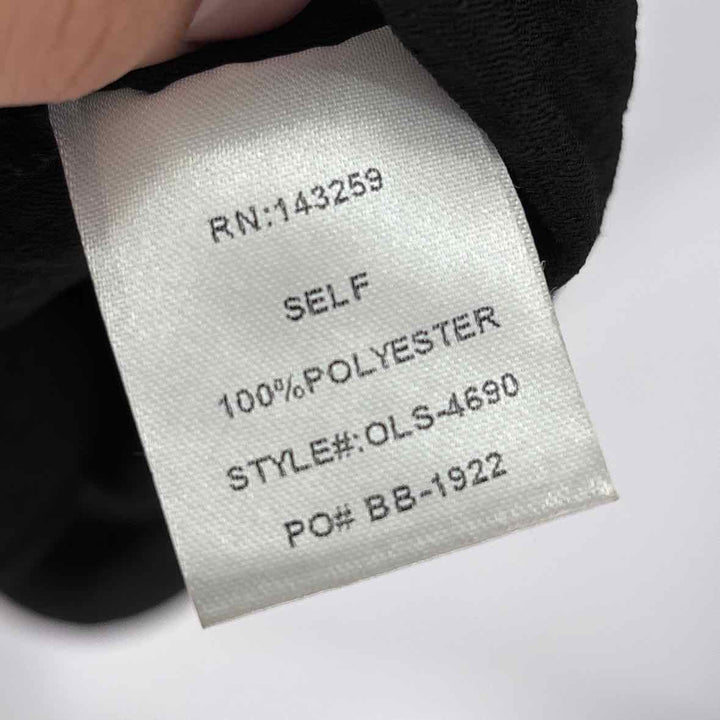 RN:143259
SELF
100%POLYESTER
STYLE#:OLS-4690
PO# BB-1922